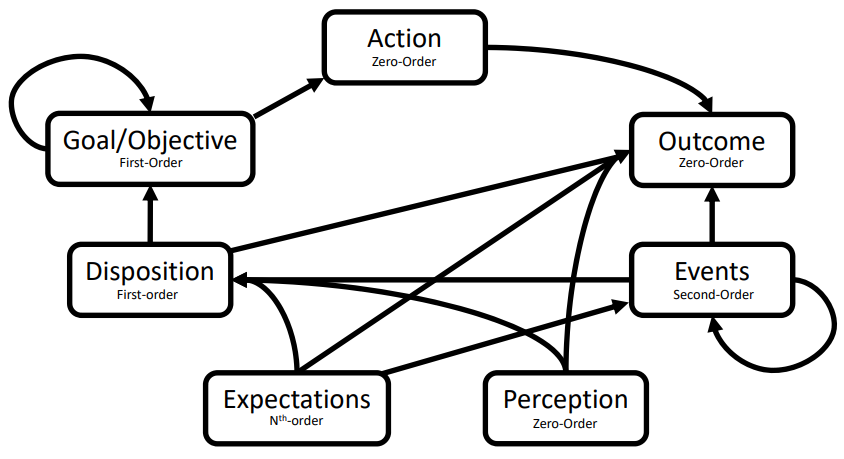 Action
Zero-Order
Goal/Objective
First-Order
Outcome
Zero-Order
Disposition
First-order
Events
Second-Order
Expectations
Nth-order
Perception
Zero-Order